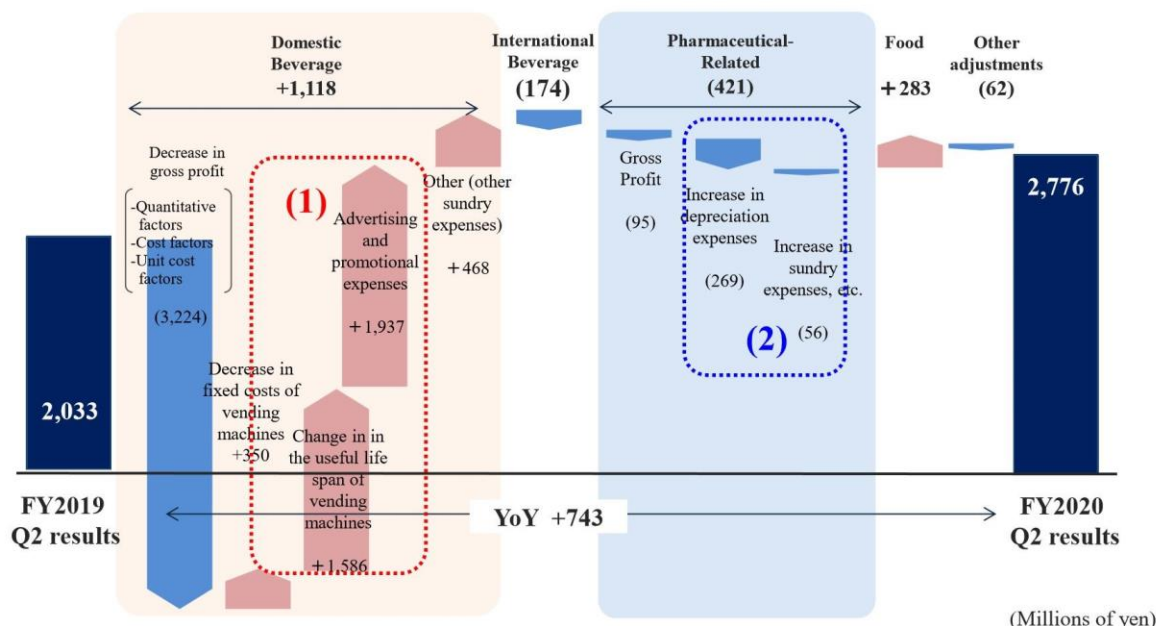 Domestic
Beverage
+1,118
International
Beverage
(174)
Pharmaceutical-
Related
(421)
Food
+283
Other
adjustments
(62)
Decrease in
gross profit
-Quantitative
factors
-Cost factors
-Unit cost
factors
(3,224)
Decrease in
fixed costs of
vending
machines
+350
(1)
Change in in
the useful life
span of
vending
machines
+1,586
Advertising
and
promotional
expenses
+1,937
Other (other
sundry
expenses)
+468
Gross
Profit
(95)
Increase in
depreciation
expenses
(269)
Increase in
sundry
expenses, etc.
(56)
(2)
2,033
2,776
FY2019
Q2 results
YoY +743
FY2020
Q2 results
(Millions of yen)